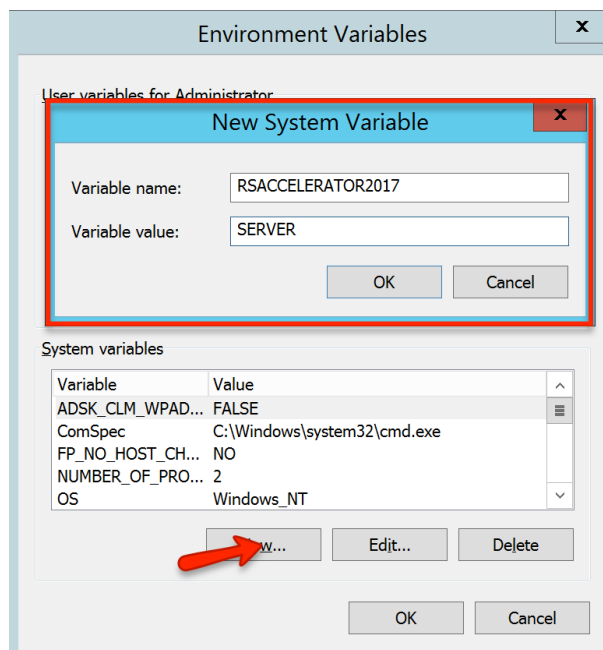 Environment Variables
x
User variables for Administrator
New System Variable
x
Variable name:
RSACCELERATOR2017
Variable value:
SERVER
OK
Cancel
System variables
Variable Value
ADSK_CLM_WPAD... FALSE
ComSpec C:\Windows\system32\cmd.exe
FP_NO_HOST_CH... NO
NUMBER_OF_PRO... 2
OS Windows_NT
Edit...
Delete
OK
Cancel